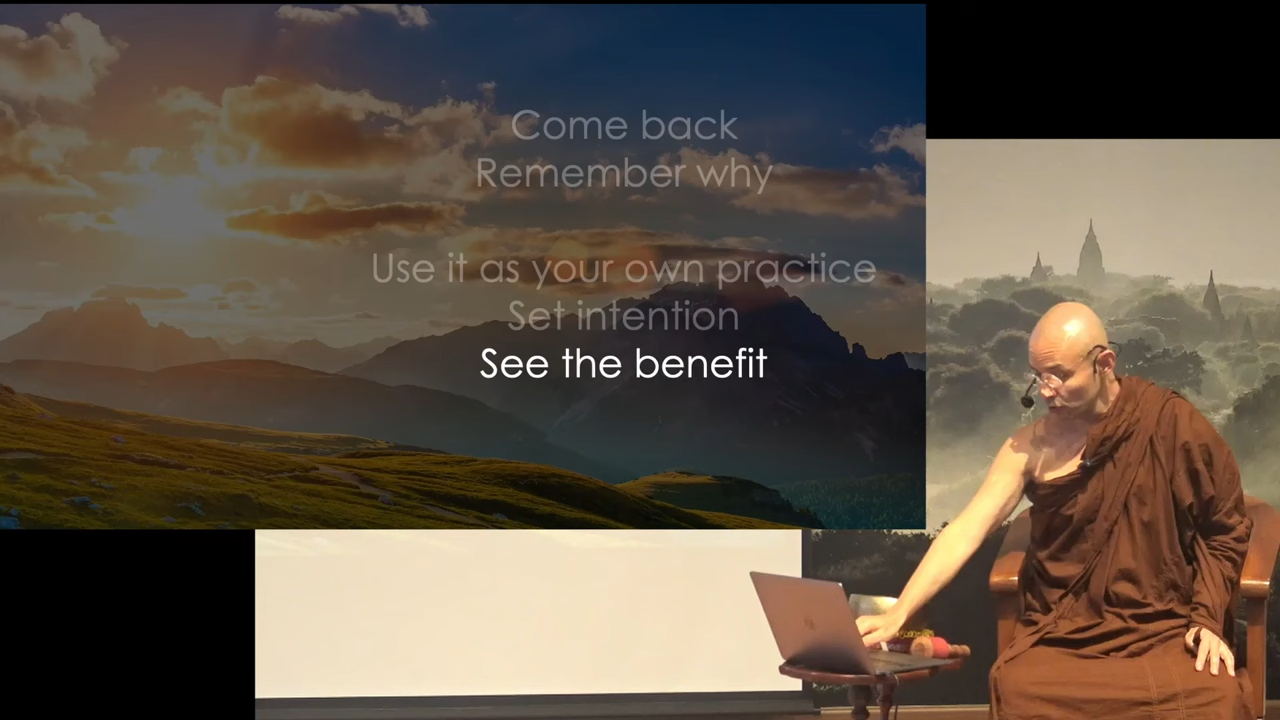 Come back
Remember why
Use it as your own practice
Set intention
See the benefit